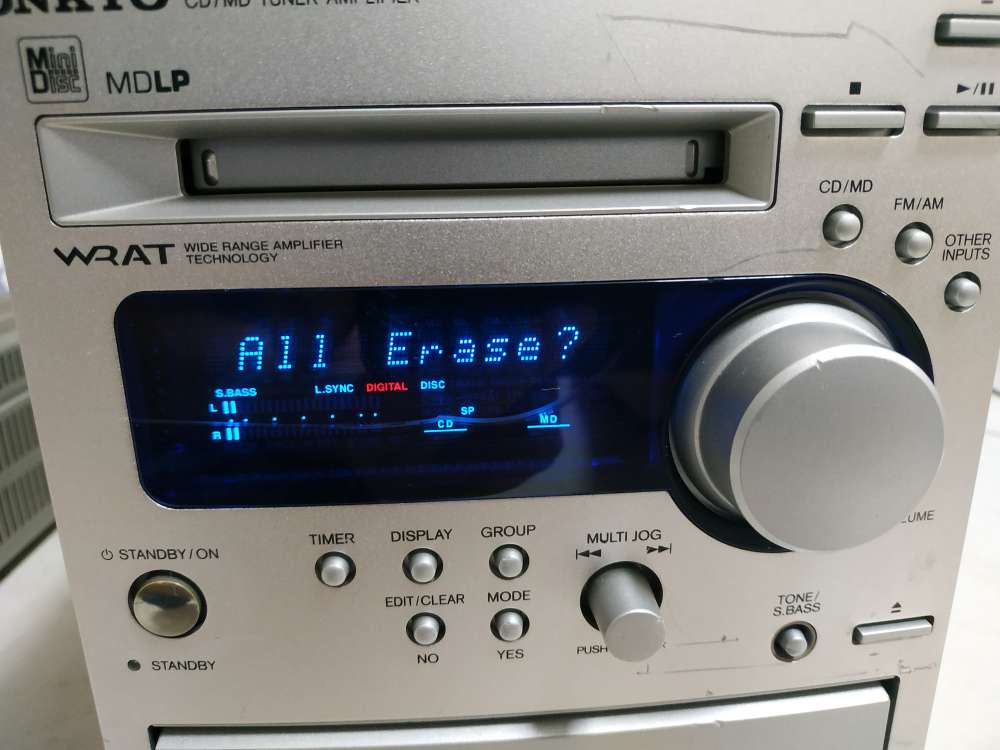 ONKYO CD/MD TUNER AMPLIFIER
Mini
Disc
MDLP
CD/MD
FM/AM
OTHER
INPUTS
WRAT WIDE RANGE AMPLIFIER
TECHNOLOGY
All Erase?
S.BASS L.SYNC DIGITAL DISC
L
SP
R CD MD
STANDBY/ON
TIMER DISPLAY GROUP MULTI JOG
EDIT/CLEAR MODE
NO YES
PUSH
TONE/
S.BASS
STANDBY